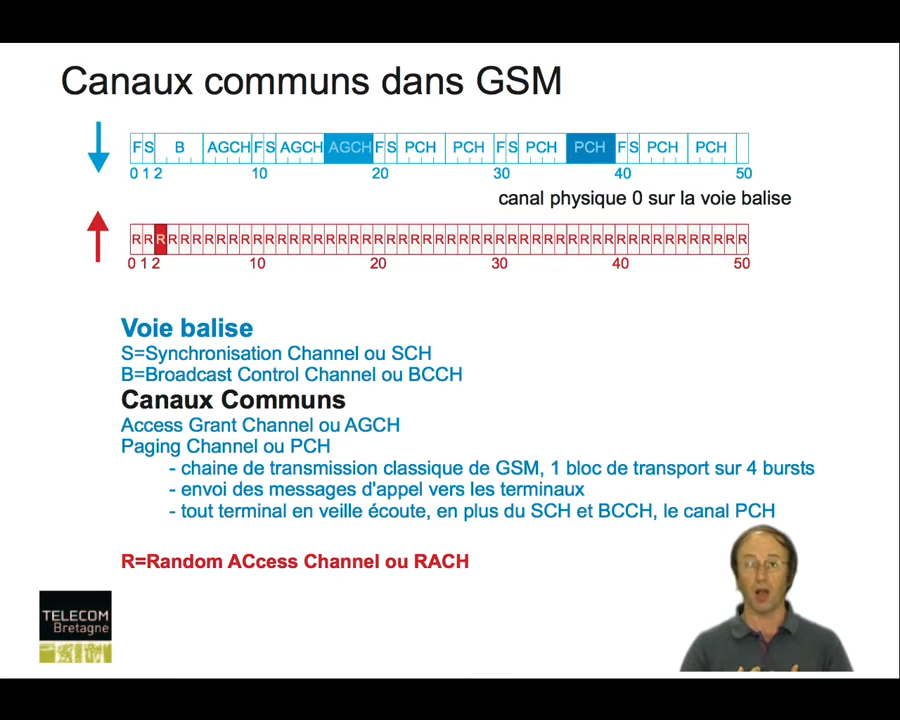 Canaux communs dans GSM
F S B AGCH F S AGCH AGCH F S PCH PCH F S PCH PCH F S PCH PCH
0 1 2 10 20 30 40 50
canal physique 0 sur la voie balise
R R R R R R R R R R R R R R R R R R R R R R R R R R R R R R R R R R R R R R R R R R R R R R R R R R R
0 1 2 10 20 30 40 50
Voie balise
S=Synchronisation Channel ou SCH
B=Broadcast Control Channel ou BCCH
Canaux Communs
Access Grant Channel ou AGCH
Paging Channel ou PCH
- chaine de transmission classique de GSM, 1 bloc de transport sur 4 bursts
- envoi des messages d'appel vers les terminaux
- tout terminal en veille écoute, en plus du SCH et BCCH, le canal PCH
R=Random ACcess Channel ou RACH
TELECOM
Bretagne